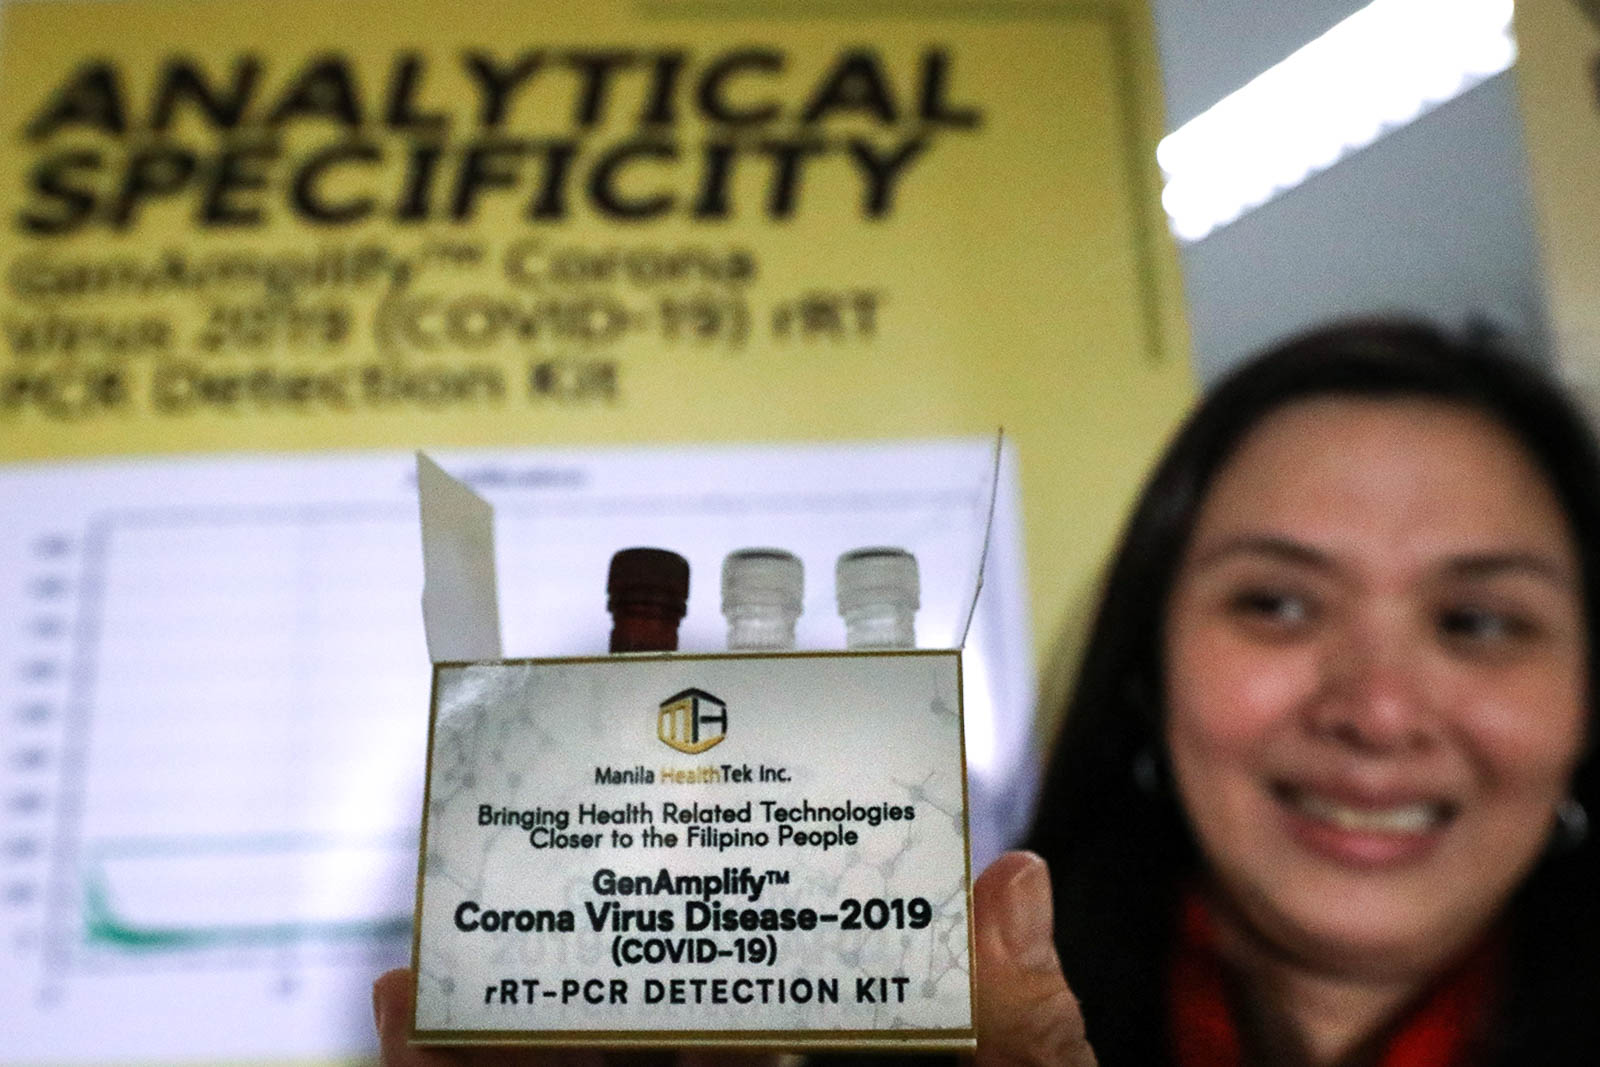 ANALYTICAL
SPECIFICITY
GenAmplify™ Corona
Virus 2019 (COVID-19) rRT
PCR Detection Kit
MH
Manila HealthTek Inc.
Bringing Health Related Technologies
Closer to the Filipino People
GenAmplify™
Corona Virus Disease-2019
(COVID-19)
rRT-PCR DETECTION KIT